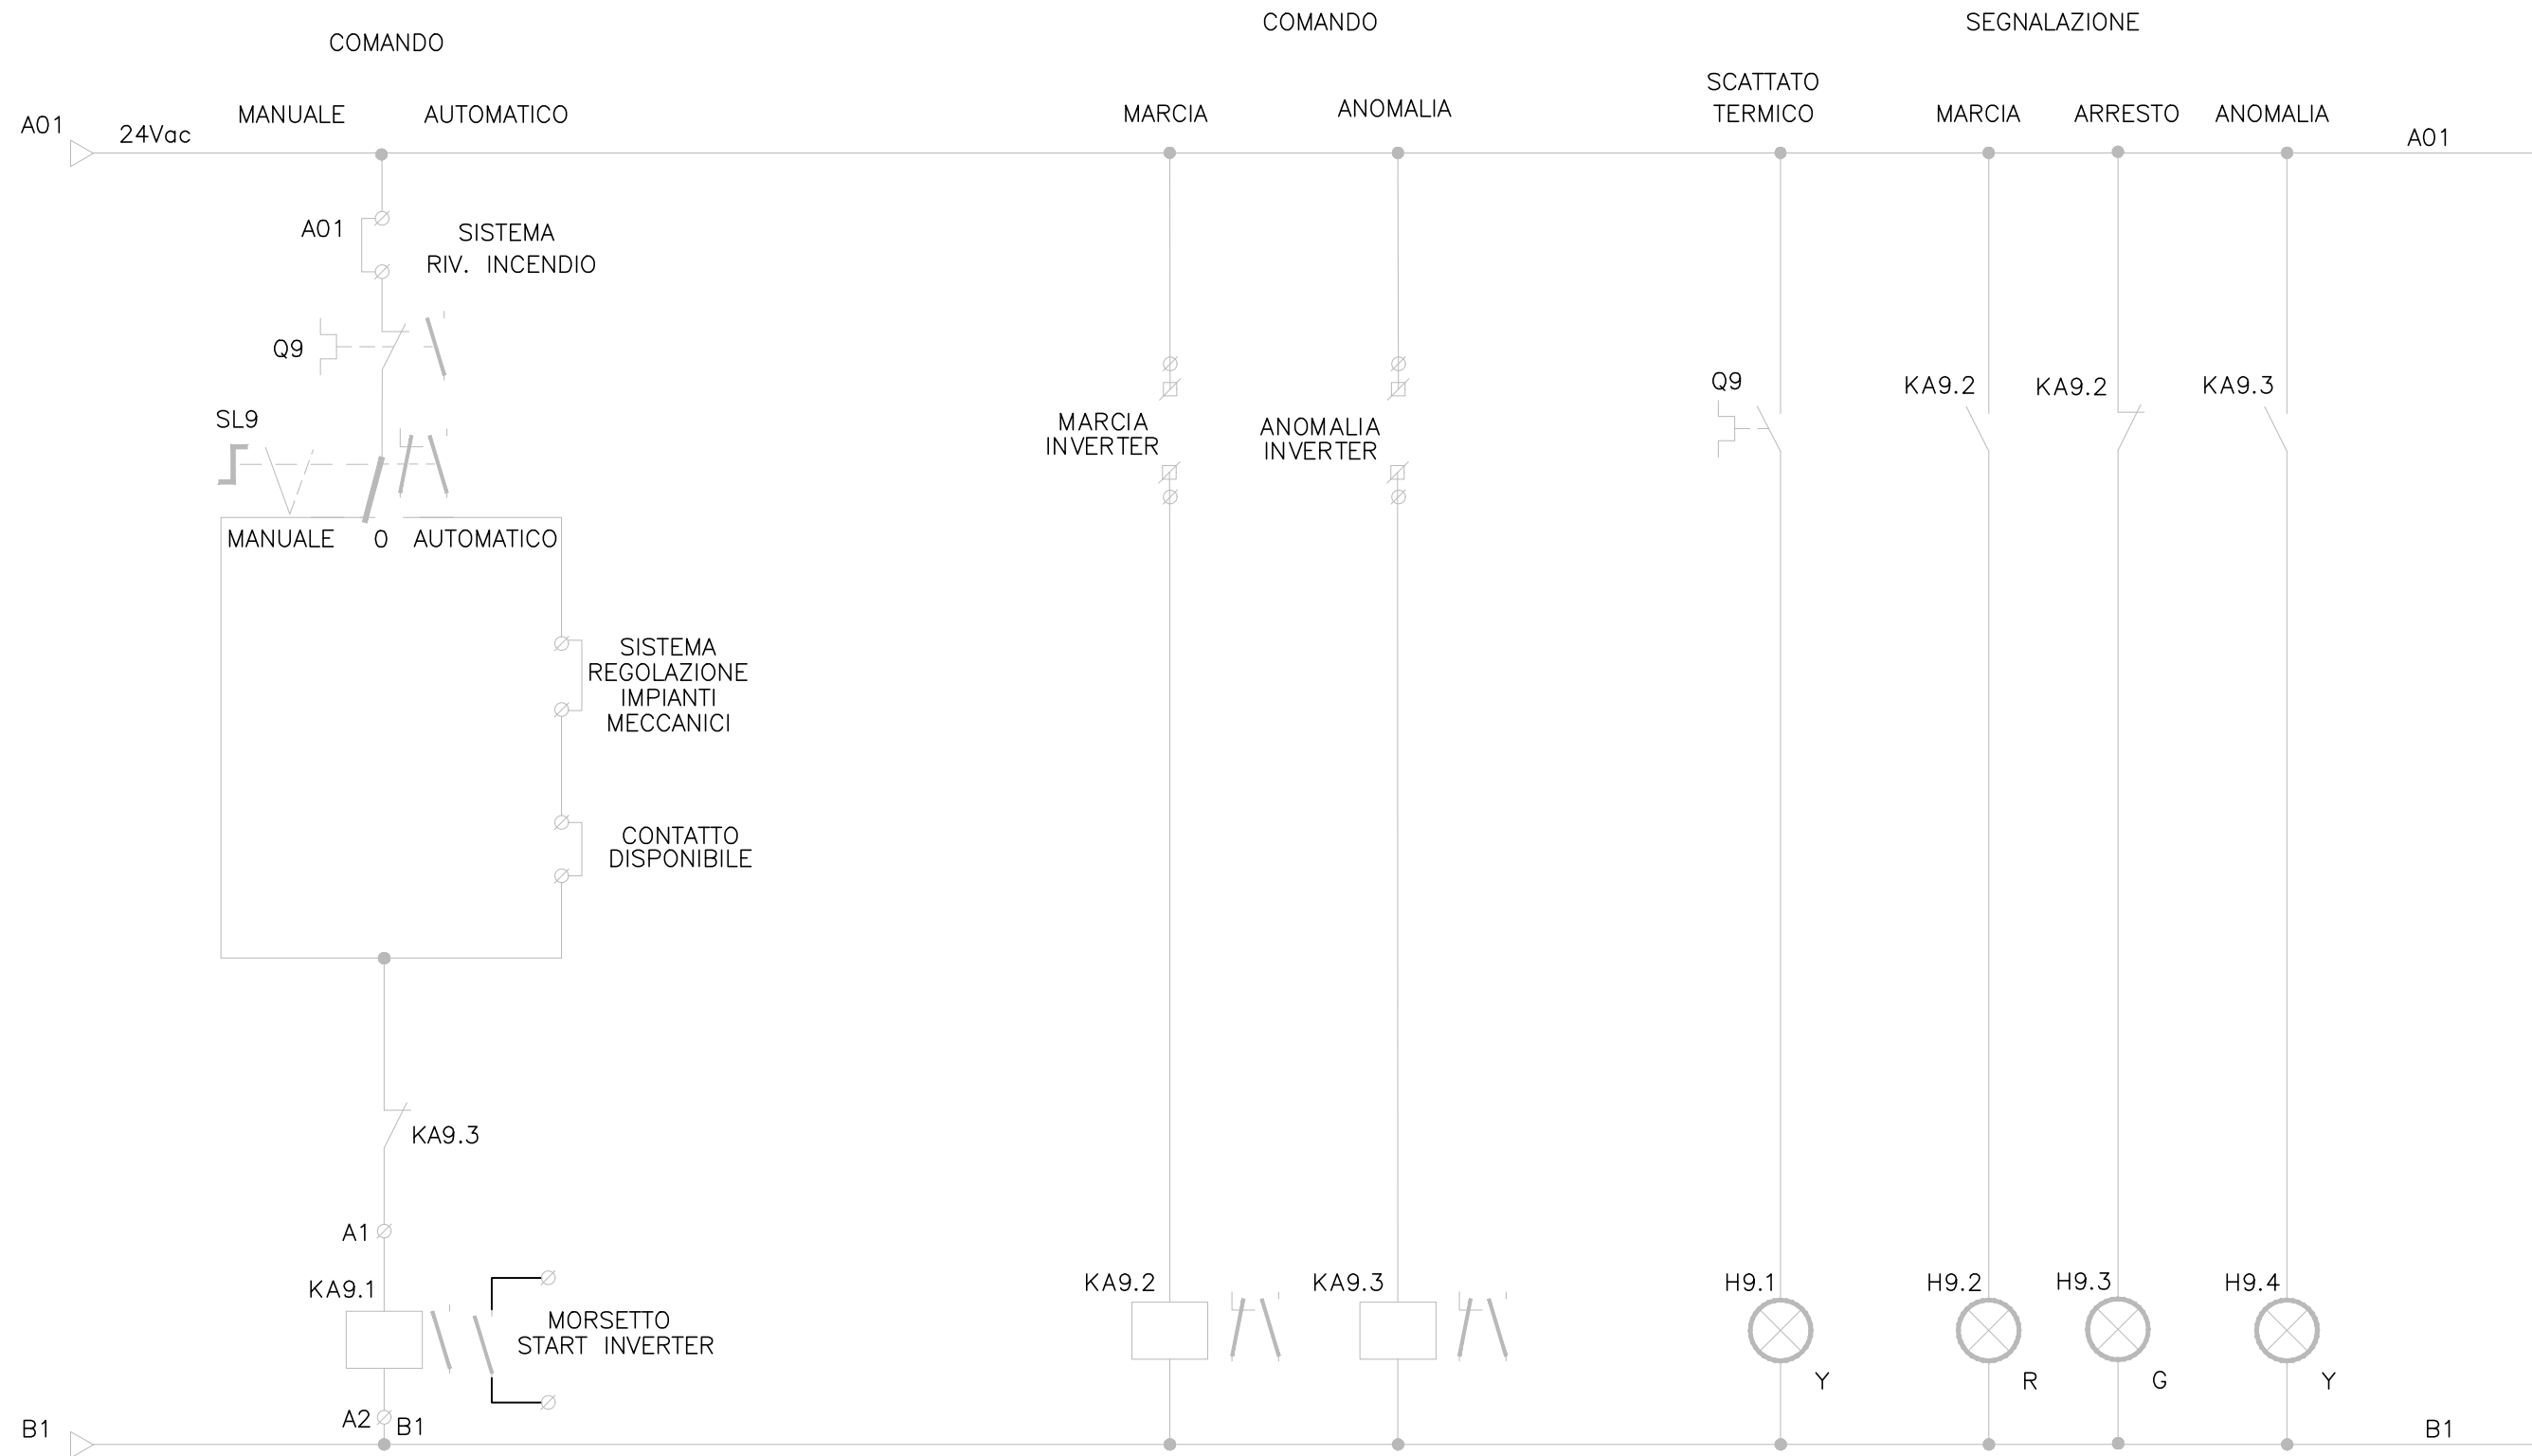 COMANDO
COMANDO
SEGNALAZIONE
MANUALE
AUTOMATICO
MARCIA
ANOMALIA
SCATTATO
TERMICO
MARCIA
ARRESTO
ANOMALIA
A01
24Vac
A01
A01
SISTEMA
RIV. INCENDIO
Q9
SL9
MANUALE 0 AUTOMATICO
SISTEMA
REGOLAZIONE
IMPIANTI
MECCANICI
CONTATTO
DISPONIBILE
KA9.3
A1
KA9.1
MORSETTO
START INVERTER
A2
B1
MARCIA
INVERTER
ANOMALIA
INVERTER
KA9.2
KA9.3
Q9
KA9.2
KA9.2
KA9.3
H9.1
H9.2
H9.3
H9.4
Y
R
G
Y
B1
B1